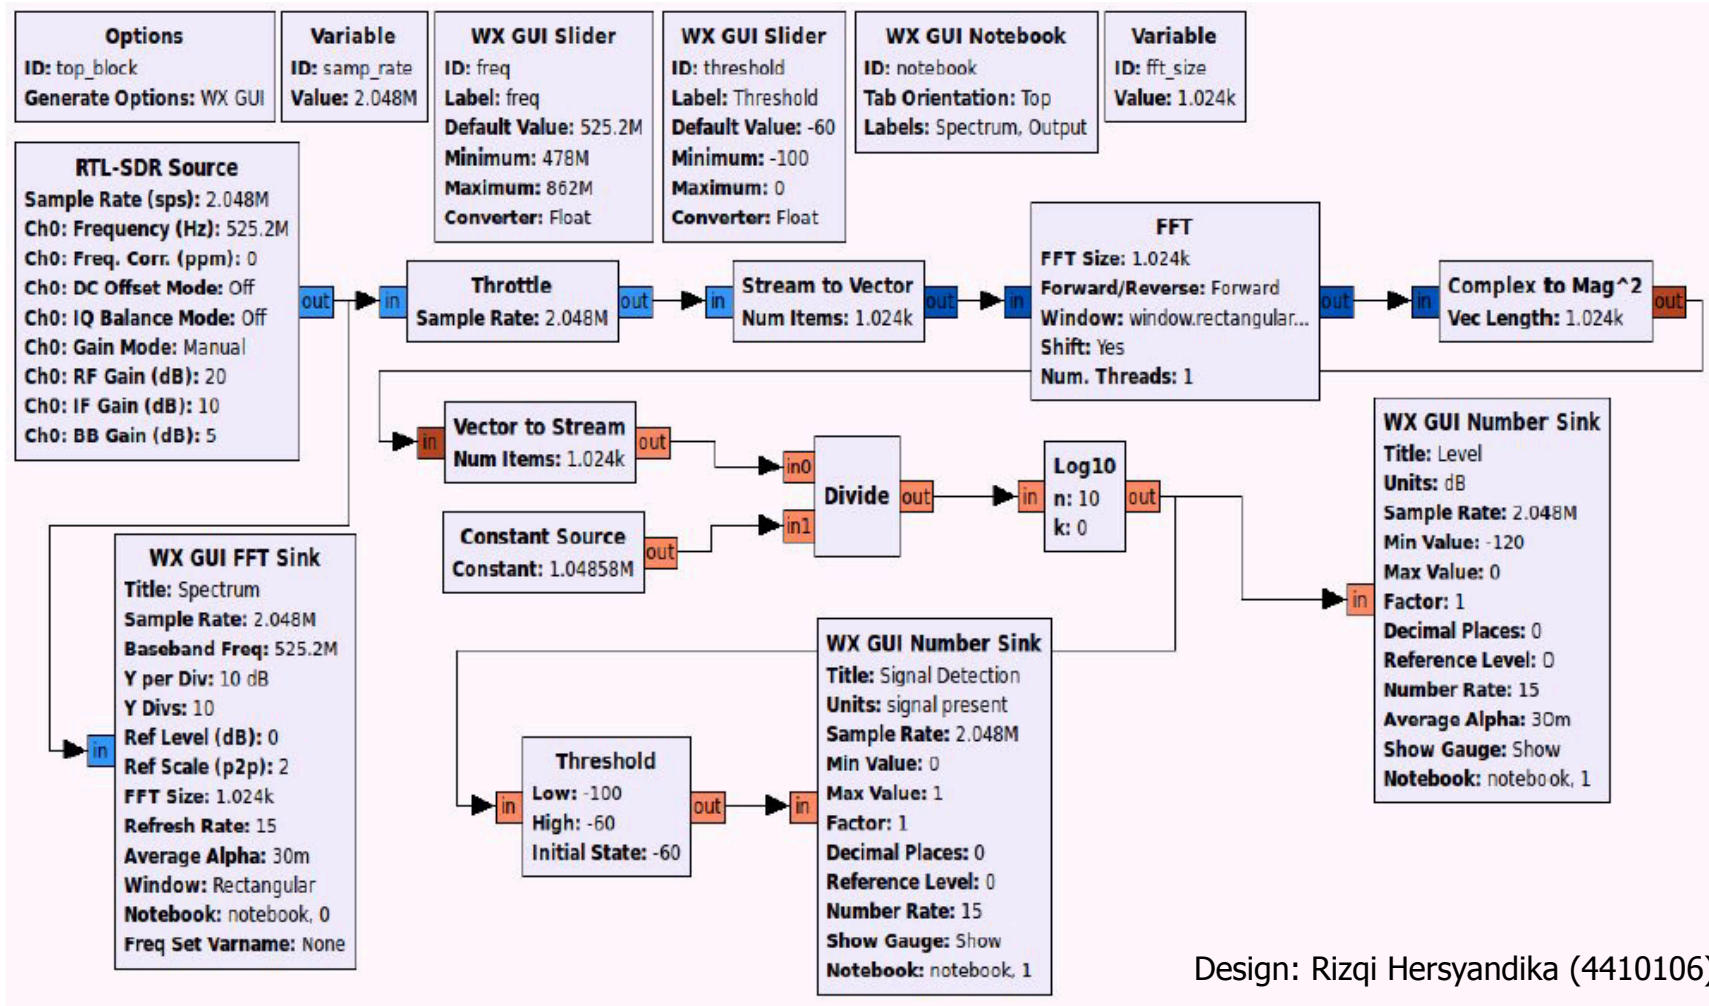 Options
ID: top_block
Generate Options: WX GUI
Variable
ID: samp_rate
Value: 2.048M
WX GUI Slider
ID: freq
Label: freq
Default Value: 525.2M
Minimum: 478M
Maximum: 862M
Converter: Float
WX GUI Slider
ID: threshold
Label: Threshold
Default Value: -60
Minimum: -100
Maximum: 0
Converter: Float
WX GUI Notebook
ID: notebook
Tab Orientation: Top
Labels: Spectrum, Output
Variable
ID: fft_size
Value: 1.024k
RTL-SDR Source
Sample Rate (sps): 2.048M
Ch0: Frequency (Hz): 525.2M
Ch0: Freq. Corr. (ppm): 0
Ch0: DC Offset Mode: Off
Ch0: IQ Balance Mode: Off
Ch0: Gain Mode: Manual
Ch0: RF Gain (dB): 20
Ch0: IF Gain (dB): 10
Ch0: BB Gain (dB): 5
out
in
Throttle
Sample Rate: 2.048M
out
in
Stream to Vector
Num Items: 1.024k
out
in
FFT
FFT Size: 1.024k
Forward/Reverse: Forward
Window: window.rectangular...
Shift: Yes
Num. Threads: 1
out
in
Complex to Mag^2
Vec Length: 1.024k
out
in
Vector to Stream
Num Items: 1.024k
out
Constant Source
Constant: 1.04858M
out
in0
in1
Divide
out
in
Log10
n: 10
k: 0
out
in
WX GUI Number Sink
Title: Level
Units: dB
Sample Rate: 2.048M
Min Value: -120
Max Value: 0
Factor: 1
Decimal Places: 0
Reference Level: 0
Number Rate: 15
Average Alpha: 30m
Show Gauge: Show
Notebook: notebook, 1
in
WX GUI FFT Sink
Title: Spectrum
Sample Rate: 2.048M
Baseband Freq: 525.2M
Y per Div: 10 dB
Y Divs: 10
Ref Level (dB): 0
Ref Scale (p2p): 2
FFT Size: 1.024k
Refresh Rate: 15
Average Alpha: 30m
Window: Rectangular
Notebook: notebook, 0
Freq Set Varname: None
in
Threshold
Low: -100
High: -60
Initial State: -60
out
in
WX GUI Number Sink
Title: Signal Detection
Units: signal present
Sample Rate: 2.048M
Min Value: 0
Max Value: 1
Factor: 1
Decimal Places: 0
Reference Level: 0
Number Rate: 15
Show Gauge: Show
Notebook: notebook, 1
Design: Rizqi Hersyandika (4410106)